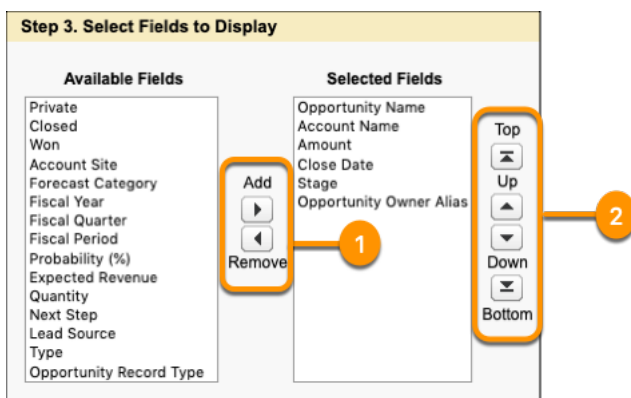 Step 3. Select Fields to Display
Available Fields
Private
Closed
Won
Account Site
Forecast Category
Fiscal Year
Fiscal Quarter
Fiscal Period
Probability (%)
Expected Revenue
Quantity
Next Step
Lead Source
Type
Opportunity Record Type
Add
Remove
1
Selected Fields
Opportunity Name
Account Name
Amount
Close Date
Stage
Opportunity Owner Alias
Top
Up
Down
Bottom
2